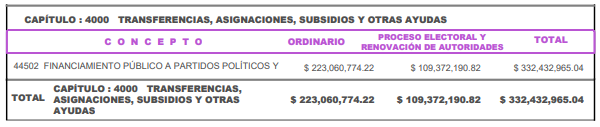 CAPÍTULO : 4000 TRANSFERENCIAS, ASIGNACIONES, SUBSIDIOS Y OTRAS AYUDAS
C O N C E P T O ORDINARIO PROCESO ELECTORAL Y RENOVACIÓN DE AUTORIDADES TOTAL
44502 FINANCIAMIENTO PÚBLICO A PARTIDOS POLÍTICOS Y $ 223,060,774.22 $ 109,372,190.82 $ 332,432,965.04
TOTAL CAPÍTULO : 4000 TRANSFERENCIAS, ASIGNACIONES, SUBSIDIOS Y OTRAS AYUDAS $ 223,060,774.22 $ 109,372,190.82 $ 332,432,965.04